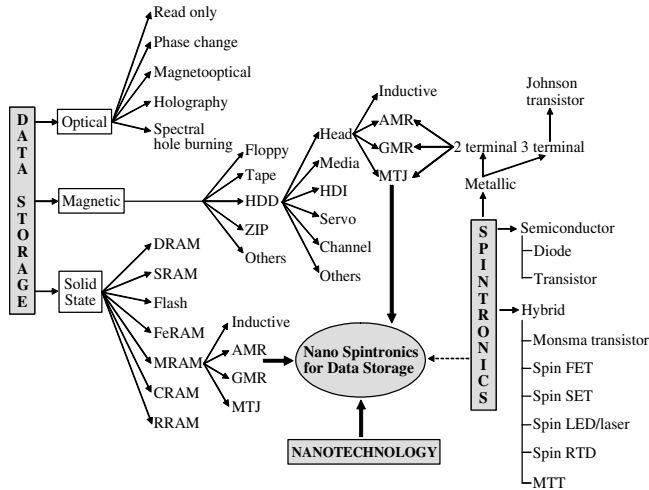 Read only
Phase change
Magnetooptical
Holography
Spectral
hole burning
Optical
DATA STORAGE
Magnetic
Floppy
Tape
HDD
ZIP
Others
Head
Media
HDI
Servo
Channel
Others
Inductive
AMR
GMR
MTJ
Johnson
transistor
2 terminal 3 terminal
Metallic
SPINTRONICS
Semiconductor
Diode
Transistor
Hybrid
Monsma transistor
Spin FET
Spin SET
Spin LED/laser
Spin RTD
MTT
Solid
State
DRAM
SRAM
Flash
FeRAM
MRAM
CRAM
RRAM
Inductive
AMR
GMR
MTJ
Nano Spintronics
for Data Storage
NANOTECHNOLOGY